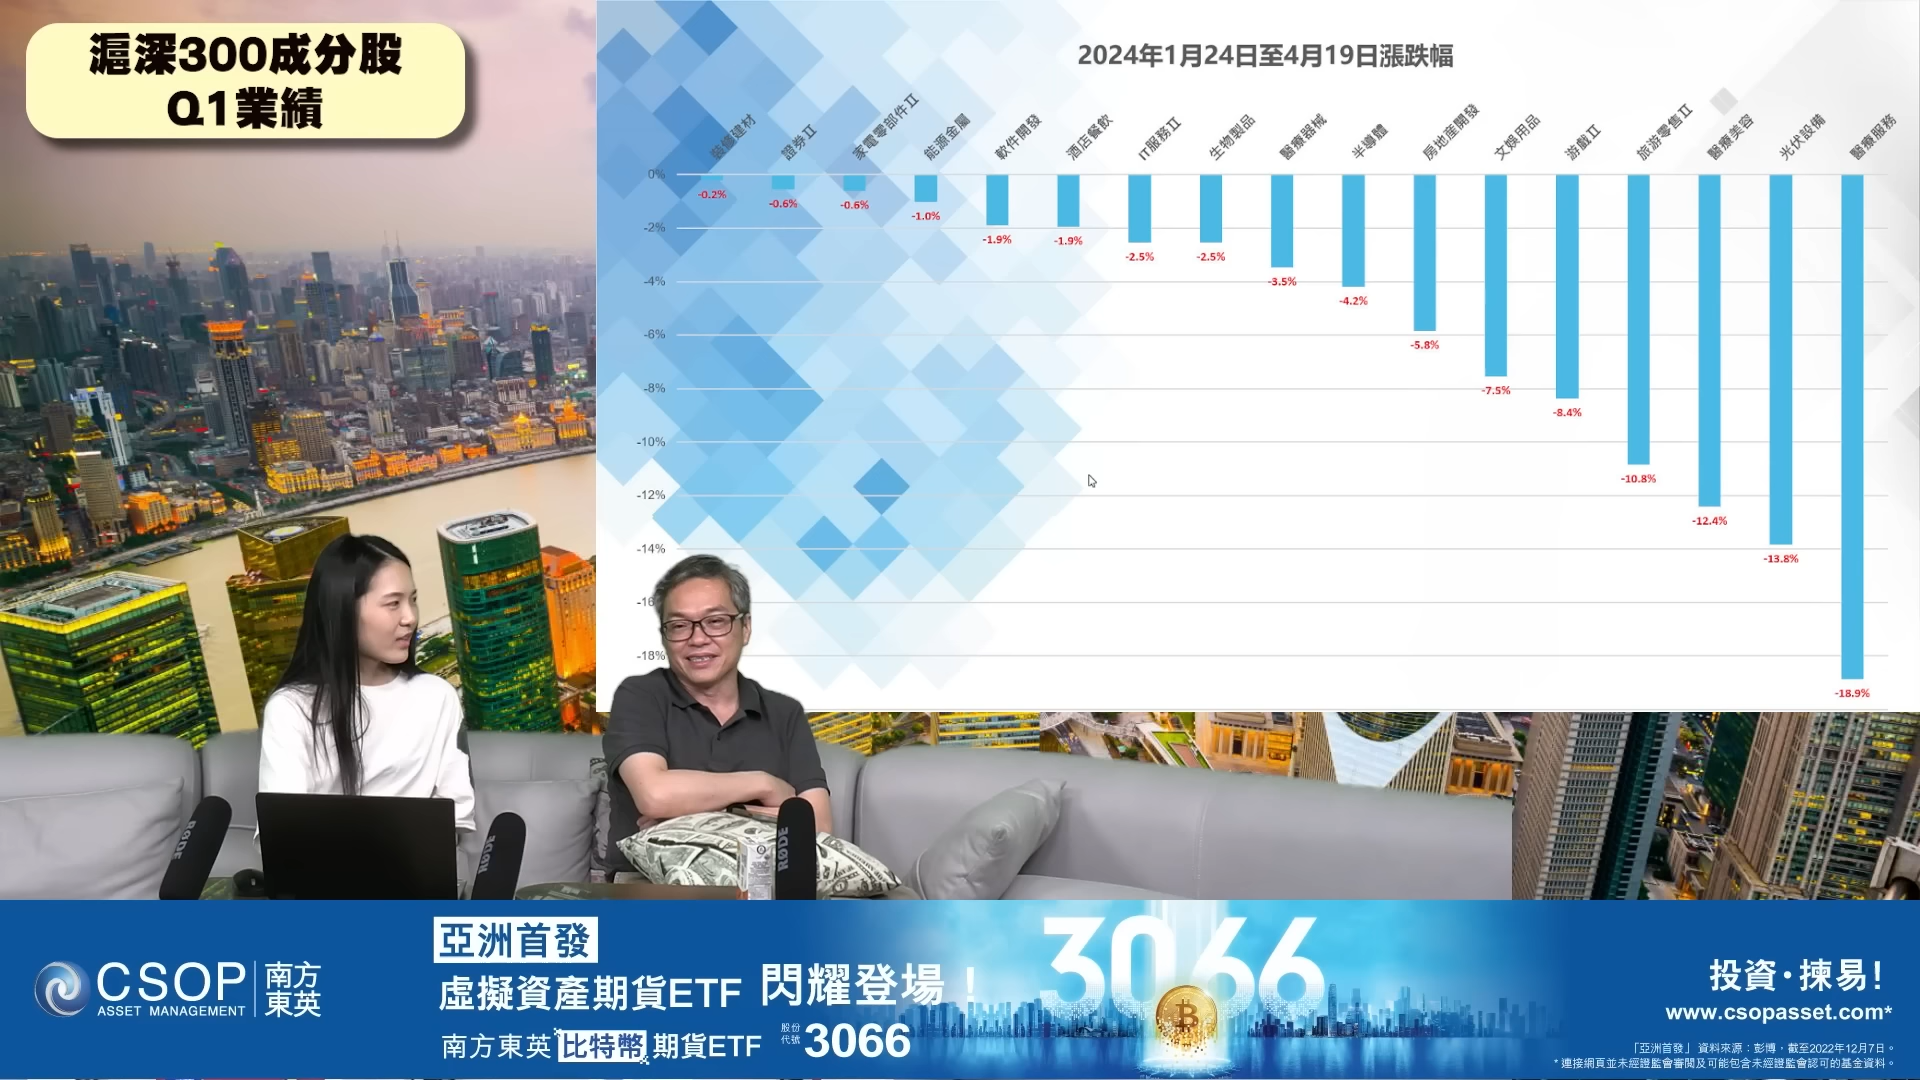 滬深300成分股
Q1業績
2024年1月24日至4月19日漲跌幅
裝修建材
證券Ⅱ
家電零部件Ⅱ
能源金屬
軟件開發
酒店餐飲
IT服務Ⅱ
生物製品
醫療器械
半導體
房地産開發
文娛用品
游戲Ⅱ
旅游零售Ⅱ
醫療美容
光伏設備
醫療服務
0%
-2%
-4%
-6%
-8%
-10%
-12%
-14%
-16
-18%
-0.2%
-0.6%
-0.6%
-1.0%
-1.9%
-1.9%
-2.5%
-2.5%
-3.5%
-4.2%
-5.8%
-7.5%
-8.4%
-10.8%
-12.4%
-13.8%
-18.9%
RØDE
RØDE
RØDE
CSOP
ASSET MANAGEMENT
南方
東英
亞洲首發
虛擬資產期貨ETF 閃耀登場！
南方東英比特幣期貨ETF 股份代號 3066
3066
投資·揀易！
www.csopasset.com*
「亞洲首發」資料來源：彭博，截至2022年12月7日。
*連接網頁並未經證監會審閱及可能包含未經證監會認可的基金資料。